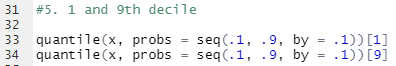 31 #5. 1 and 9th decile
32
33 quantile(x, probs = seq(.1, .9, by = .1))[1]
34 quantile(x, probs = seq(.1, .9, by = .1))[9]